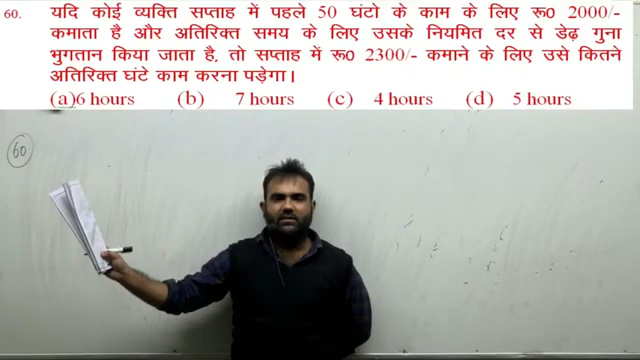 60. यदि कोई व्यक्ति सप्ताह में पहले 50 घंटो के काम के लिए रू0 2000/-
कमाता है और अतिरिक्त समय के लिए उसके नियमित दर से डेढ़ गुना
भुगतान किया जाता है, तो सप्ताह में रू0 2300/- कमाने के लिए उसे कितने
अतिरिक्त घंटे काम करना पड़ेगा।
(a) 6 hours (b) 7 hours (c) 4 hours (d) 5 hours
60